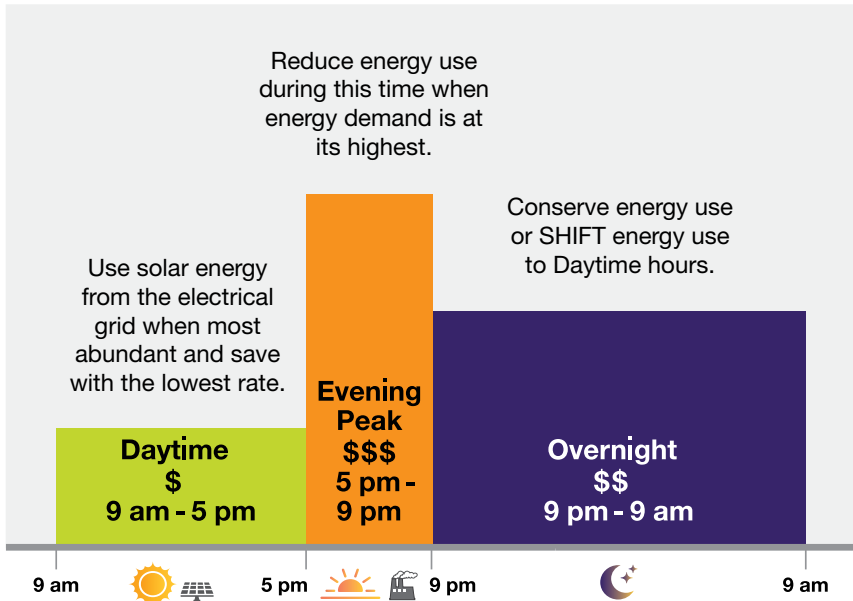 Reduce energy use
during this time when
energy demand is at
its highest.
Conserve energy use
or SHIFT energy use
to Daytime hours.
Use solar energy
from the electrical
grid when most
abundant and save
with the lowest rate.
Daytime
$
9 am - 5 pm
Evening
Peak
$$$
5 pm -
9 pm
Overnight
$$
9 pm - 9 am
9 am
5 pm
9 pm
9 am